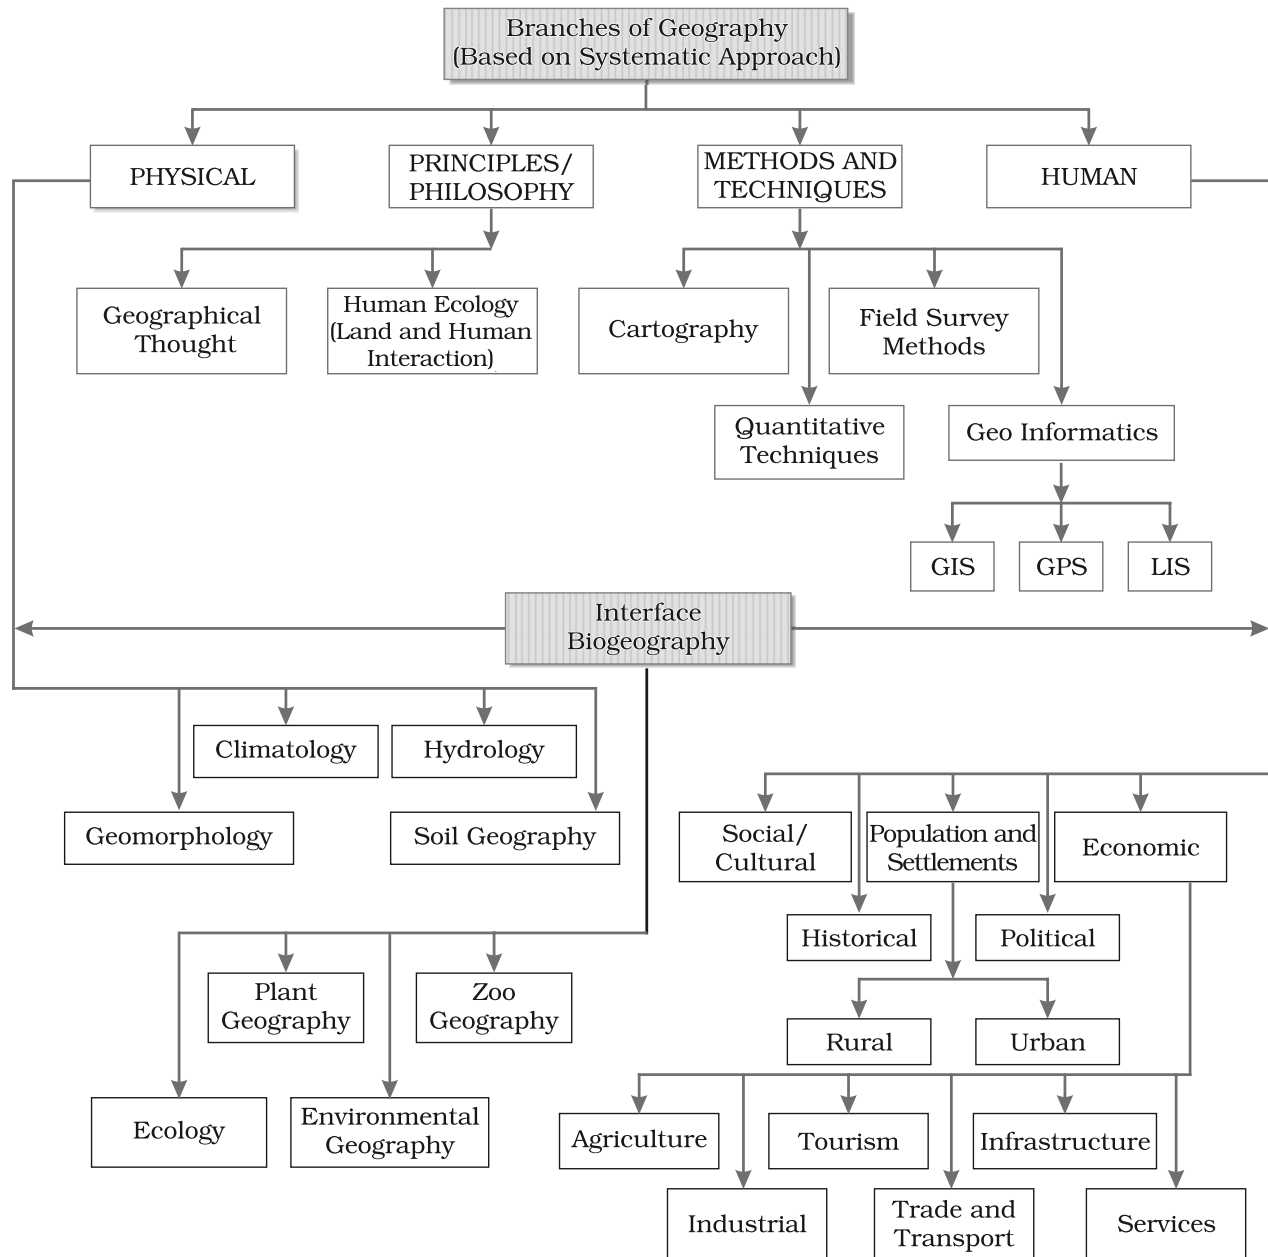 Branches of Geography
(Based on Systematic Approach)
PHYSICAL
PRINCIPLES/
PHILOSOPHY
METHODS AND
TECHNIQUES
HUMAN
Geographical
Thought
Human Ecology
(Land and Human
Interaction)
Cartography
Field Survey
Methods
Quantitative
Techniques
Geo Informatics
GIS
GPS
LIS
Interface
Biogeography
Climatology
Hydrology
Geomorphology
Soil Geography
Social/
Cultural
Population and
Settlements
Economic
Historical
Political
Plant
Geography
Zoo
Geography
Rural
Urban
Ecology
Environmental
Geography
Agriculture
Tourism
Infrastructure
Industrial
Trade and
Transport
Services